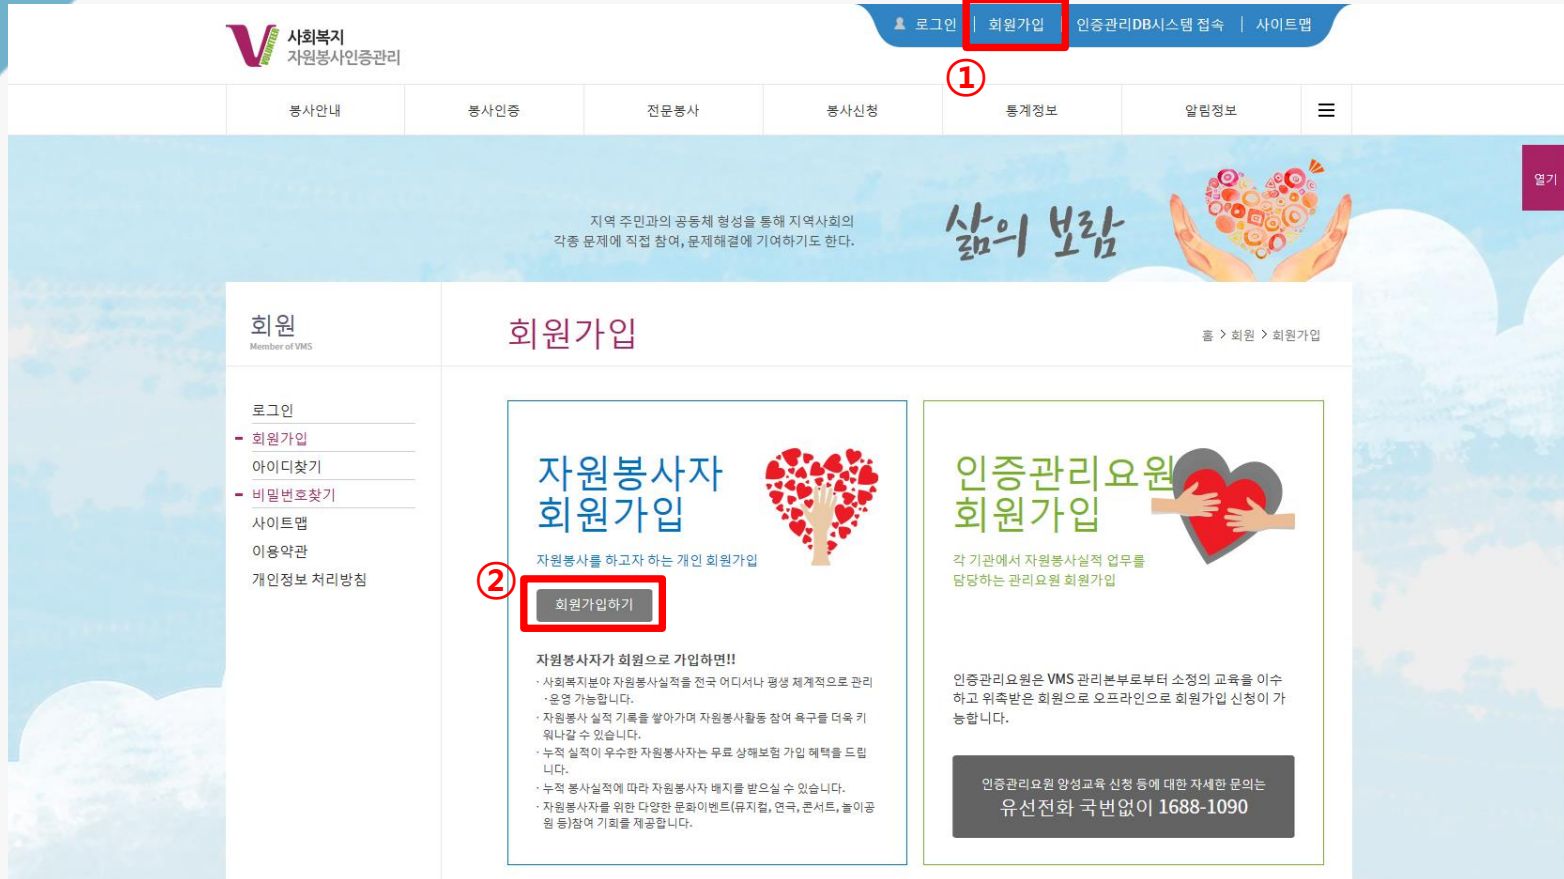 사회복지
자원봉사인증관리
로그인 | 회원가입 | 인증관리DB시스템 접속 | 사이트맵
①
봉사안내 봉사인증 전문봉사 봉사신청 통계정보 알림정보
열기
지역 주민과의 공동체 형성을 통해 지역사회의
각종 문제에 직접 참여, 문제해결에 기여하기도 한다.
삶의 보람
회원
Member of VMS
회원가입
홈 > 회원 > 회원가입
로그인
회원가입
아이디찾기
비밀번호찾기
사이트맵
이용약관
개인정보 처리방침
자원봉사자
회원가입
자원봉사를 하고자 하는 개인 회원가입
②
회원가입하기
자원봉사자가 회원으로 가입하면!!
· 사회복지분야 자원봉사실적을 전국 어디서나 평생 체계적으로 관리
·운영 가능합니다.
· 자원봉사 실적 기록을 쌓아가며 자원봉사활동 참여 욕구를 더욱 키
워나갈 수 있습니다.
· 누적 실적이 우수한 자원봉사자는 무료 상해보험 가입 혜택을 드립
니다.
· 누적 봉사실적에 따라 자원봉사자 배지를 받으실 수 있습니다.
· 자원봉사자를 위한 다양한 문화이벤트(뮤지컬, 연극, 콘서트, 놀이공
원 등)참여 기회를 제공합니다.
인증관리요원
회원가입
각 기관에서 자원봉사실적 업무를
담당하는 관리요원 회원가입
인증관리요원은 VMS 관리본부로부터 소정의 교육을 이수
하고 위촉받은 회원으로 오프라인으로 회원가입 신청이 가
능합니다.
인증관리요원 양성교육 신청 등에 대한 자세한 문의는
유선전화 국번없이 1688-1090